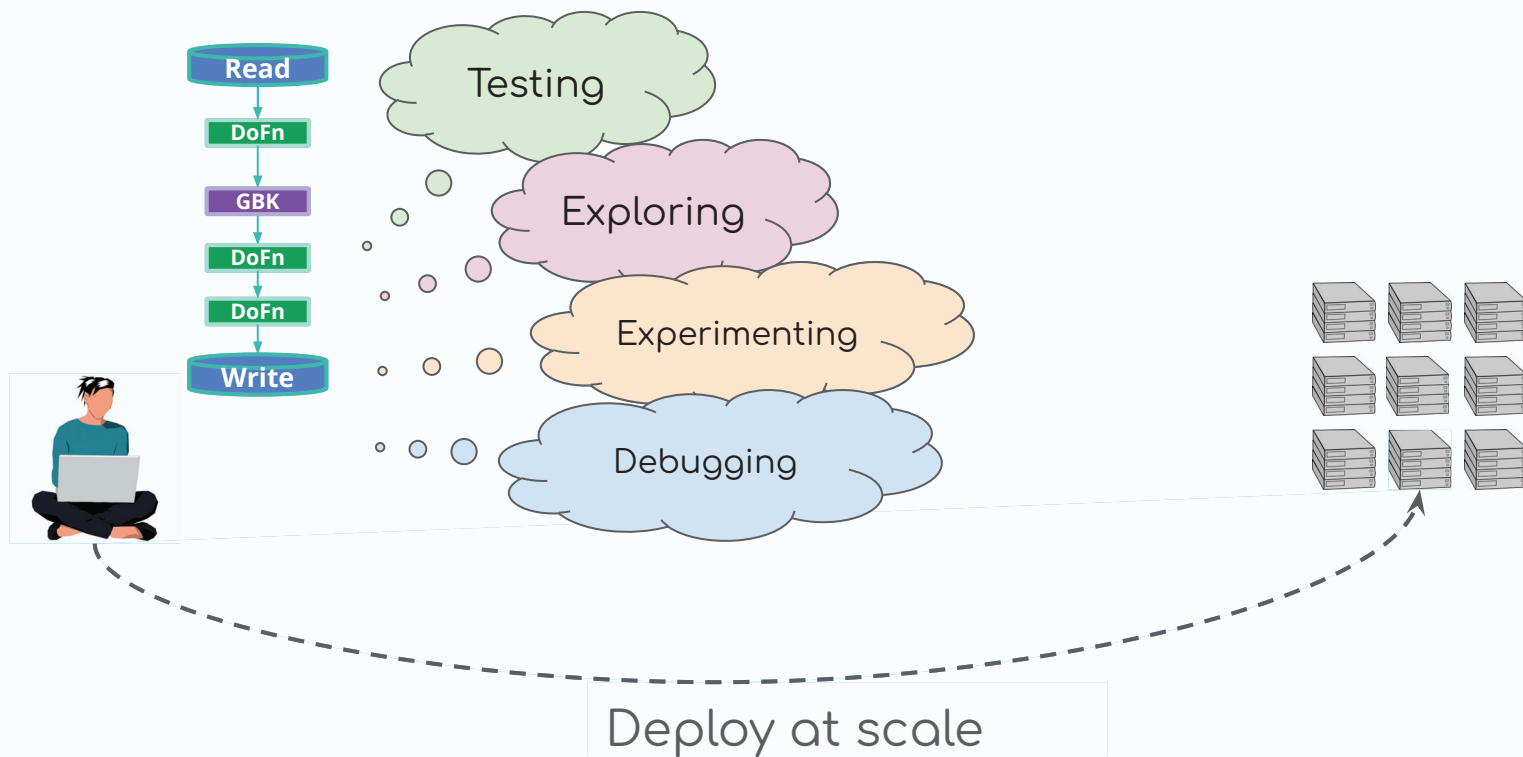 Read
DoFn
GBK
DoFn
DoFn
Write
Testing
Exploring
Experimenting
Debugging
Deploy at scale